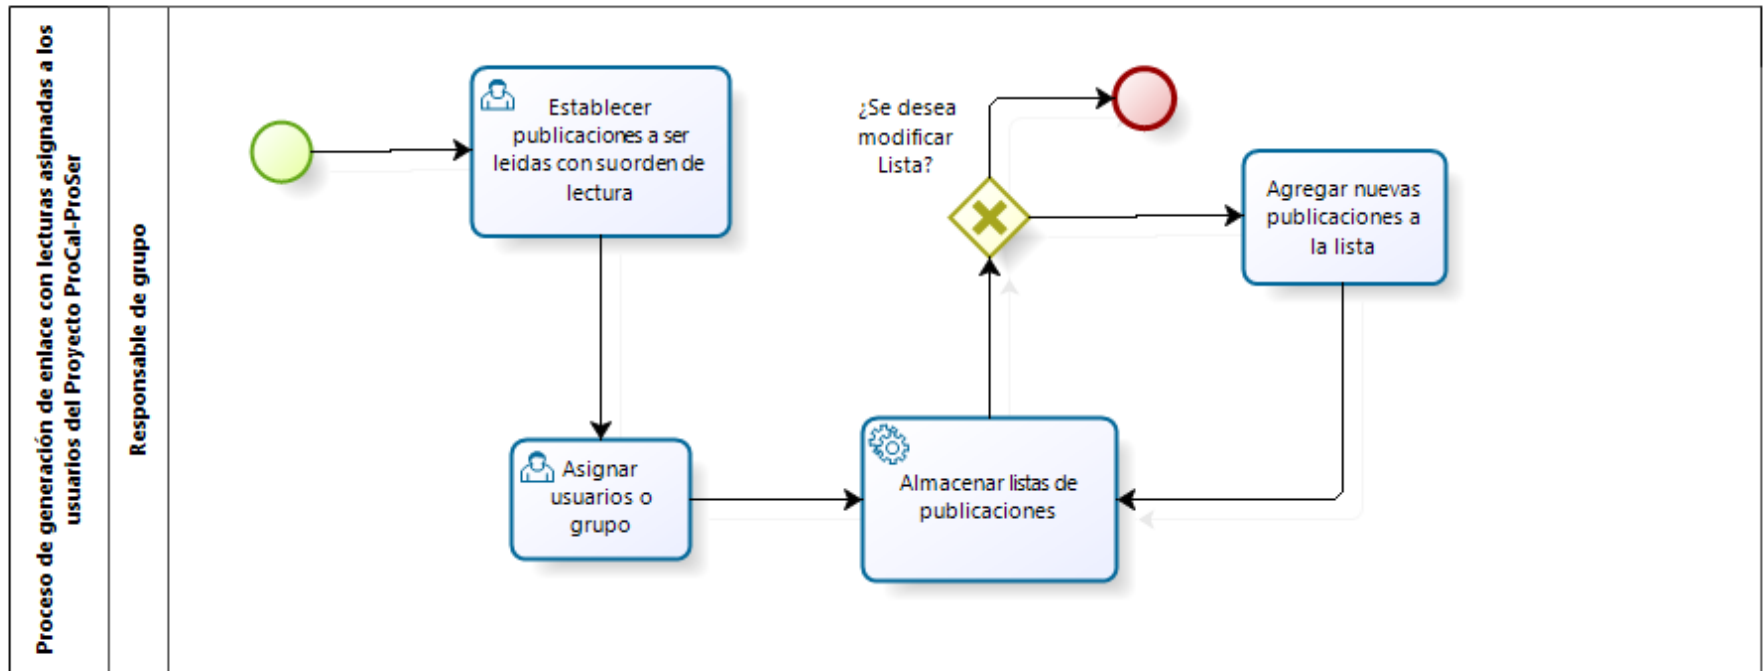 Proceso de generación de enlace con lecturas asignadas a los
usuarios del Proyecto ProCal-ProSer
Responsable de grupo
Establecer
publicaciones a ser
leidas con su orden de
lectura
Asignar
usuarios o
grupo
Almacenar listas de
publicaciones
¿Se desea
modificar
Lista?
Agregar nuevas
publicaciones a
la lista